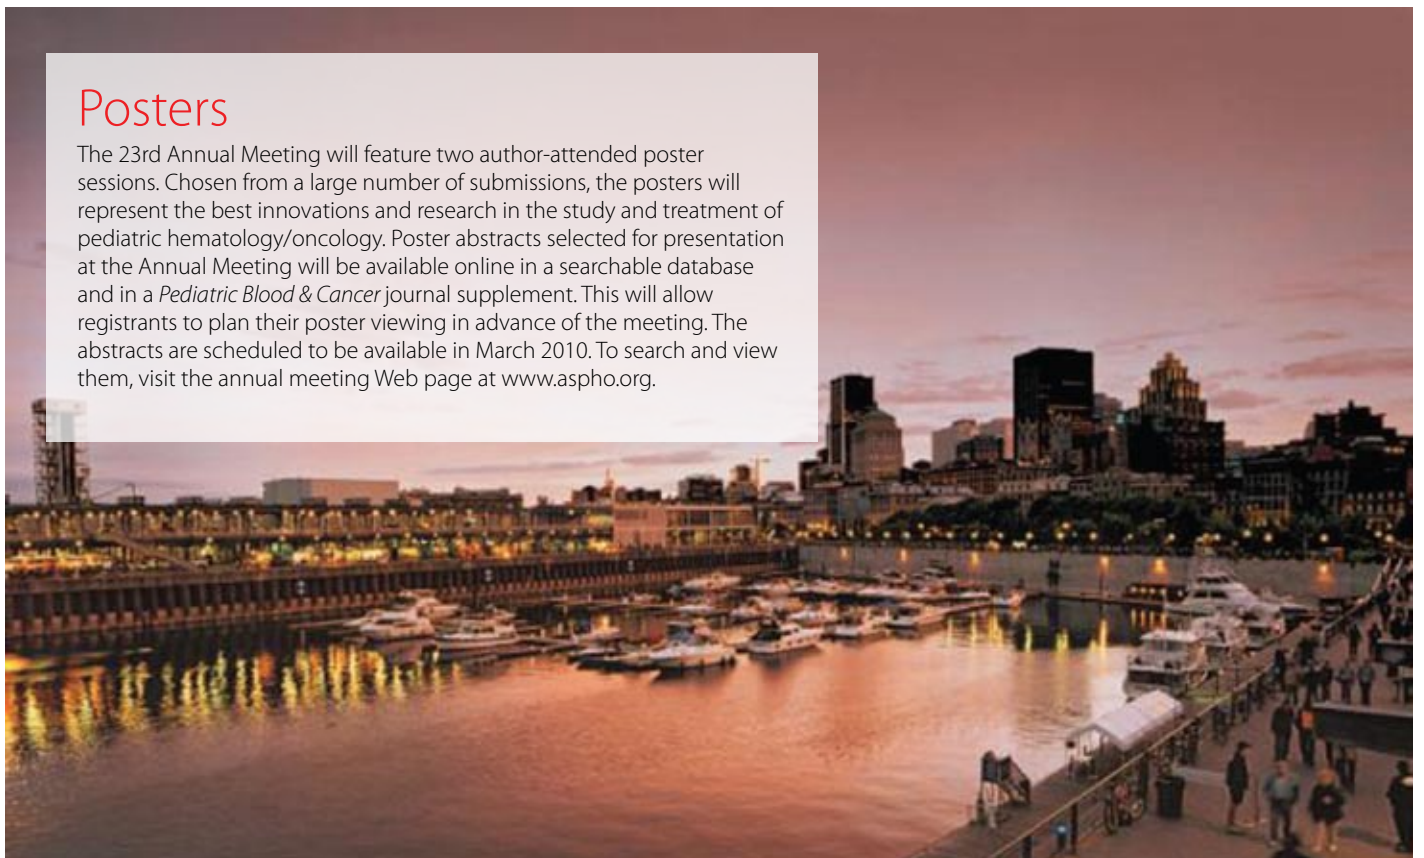 Posters
The 23rd Annual Meeting will feature two author-attended poster
sessions. Chosen from a large number of submissions, the posters will
represent the best innovations and research in the study and treatment of
pediatric hematology/oncology. Poster abstracts selected for presentation
at the Annual Meeting will be available online in a searchable database
and in a Pediatric Blood & Cancer journal supplement. This will allow
registrants to plan their poster viewing in advance of the meeting. The
abstracts are scheduled to be available in March 2010. To search and view
them, visit the annual meeting Web page at www.aspho.org.